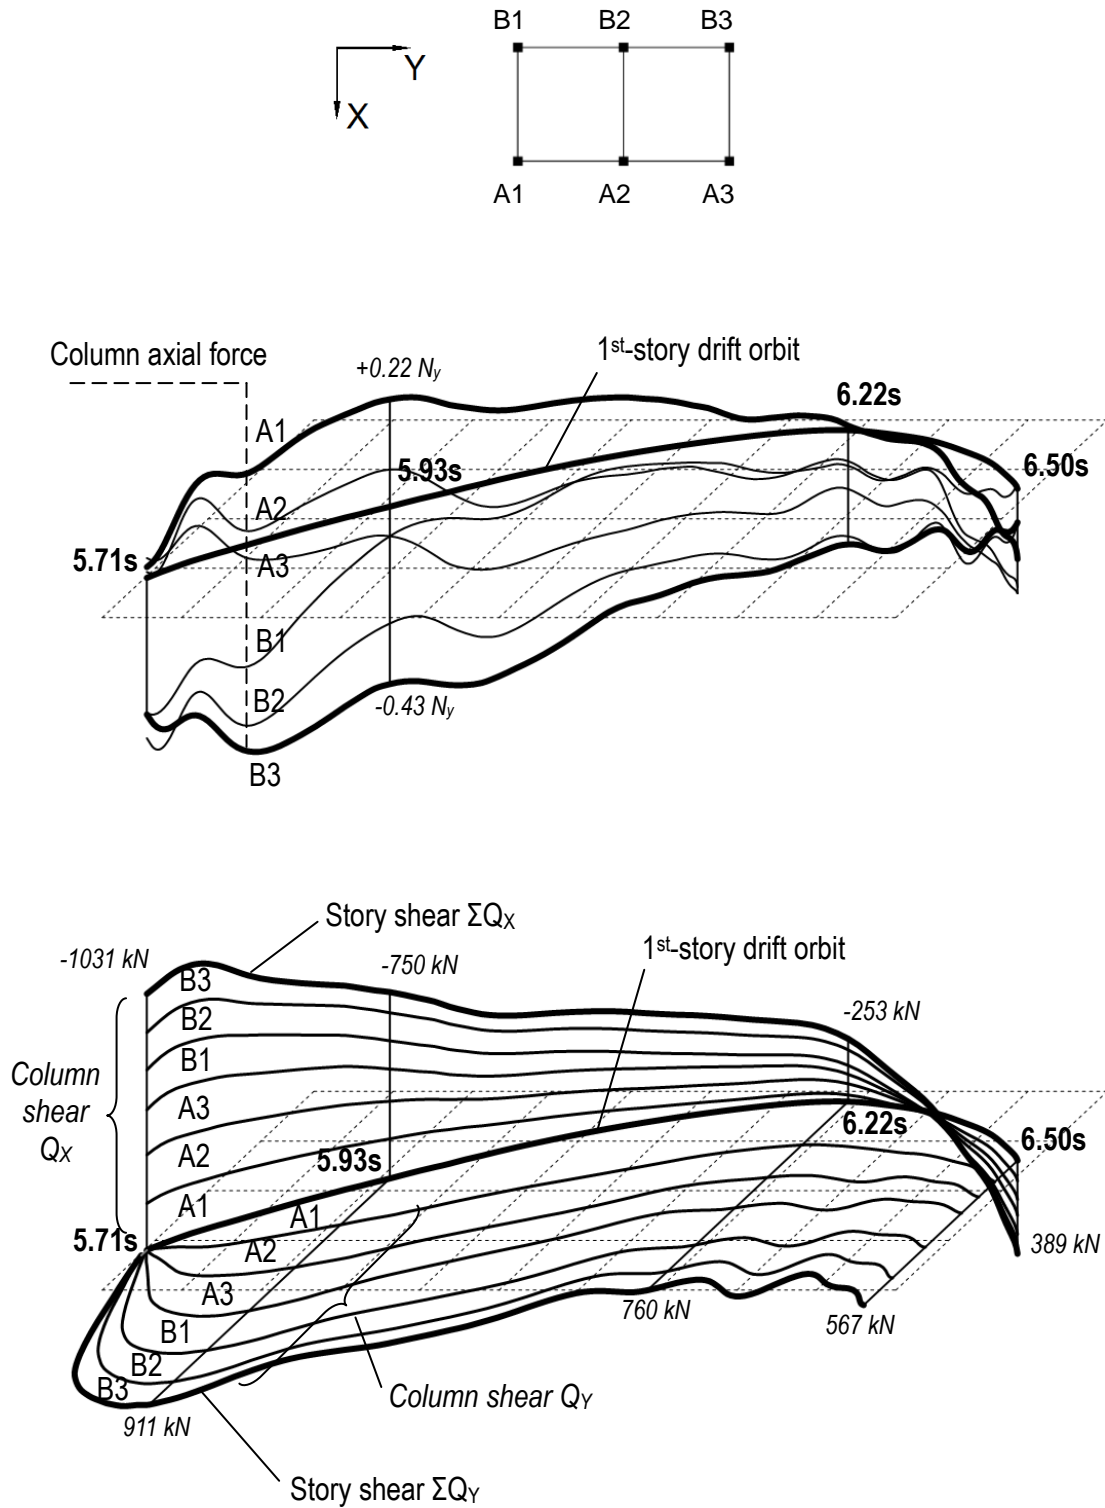 B1 B2 B3
Y
X
A1 A2 A3
Column axial force
1st-story drift orbit
+0.22 Ny
6.22s
A1
5.93s
6.50s
A2
5.71s
A3
B1
B2
-0.43 Ny
B3
Story shear ΣQX
1st-story drift orbit
-1031 kN
-750 kN
B3
-253 kN
B2
B1
Column
shear
QX
A3
6.22s
6.50s
A2
5.93s
A1
A1
5.71s
A2
389 kN
A3
760 kN
567 kN
B1
B2
B3
Column shear QY
911 kN
Story shear ΣQY